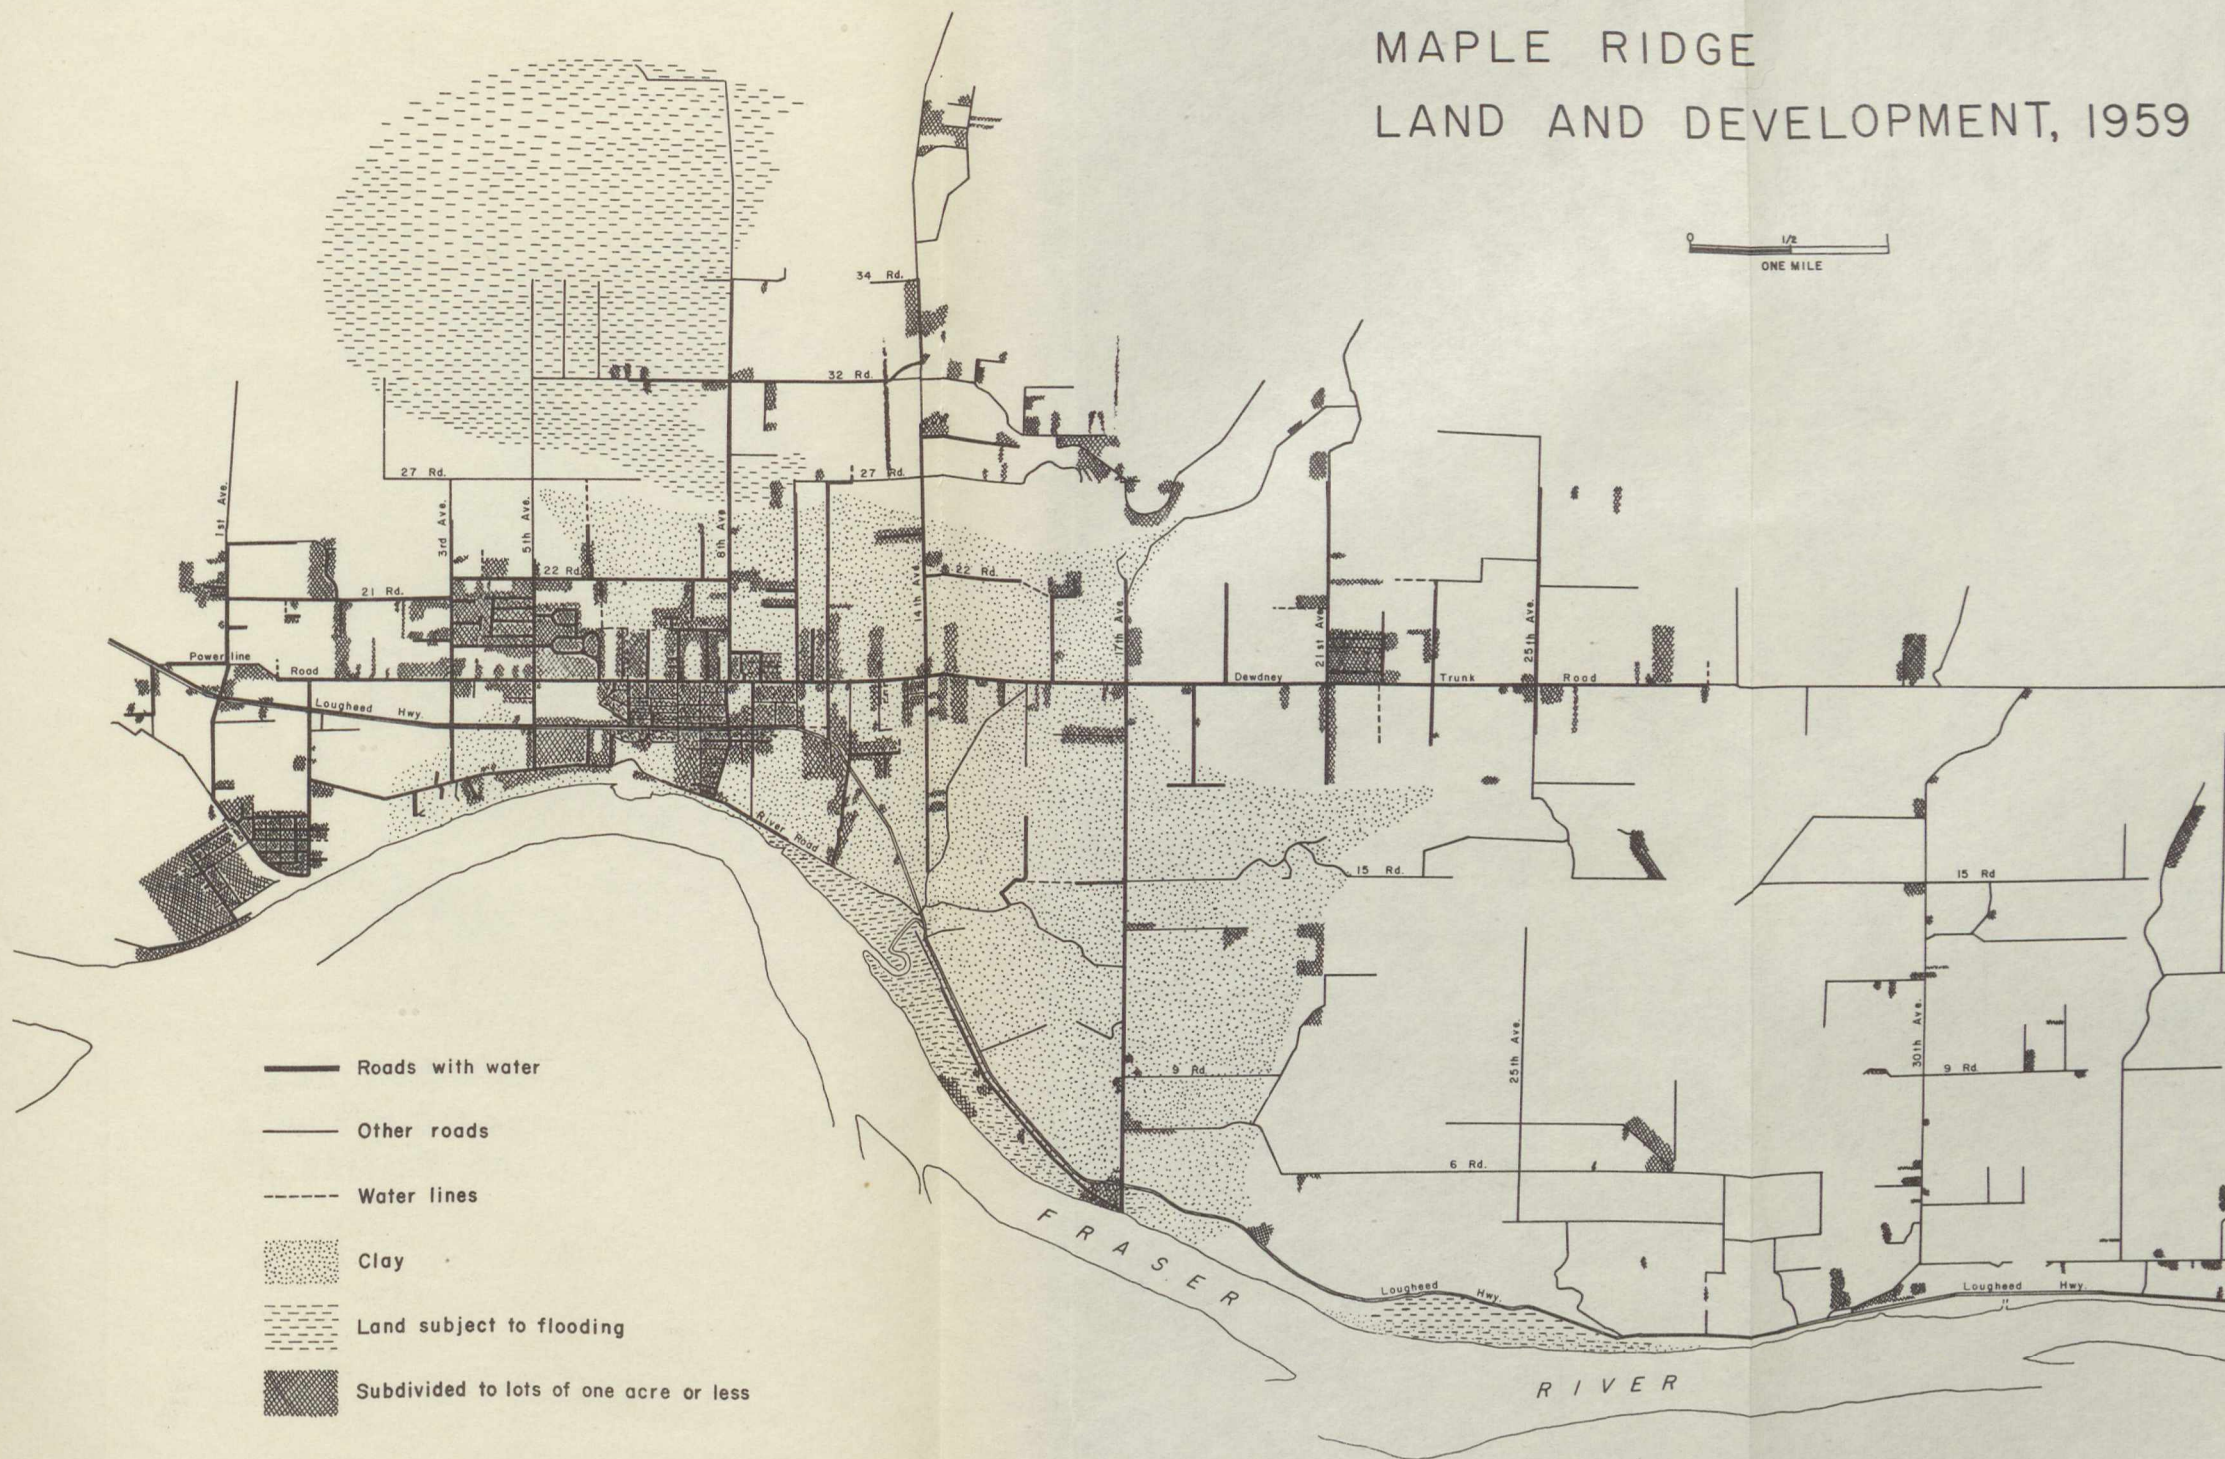 MAPLE RIDGE
LAND AND DEVELOPMENT, 1959
0 1/2
ONE MILE
34 Rd.
32 Rd.
27 Rd.
27 Rd.
1st Ave.
3rd Ave.
5th Ave.
8th Ave
14th Ave.
17th Ave.
21st Ave.
25th Ave.
22 Rd.
22 Rd.
21 Rd.
Power line
Road
Dewdney
Trunk
Road
Lougheed Hwy.
River Road
15 Rd.
15 Rd
25th Ave.
30th Ave.
9 Rd.
9 Rd
6 Rd.
Lougheed Hwy.
Lougheed Hwy.
FRASER
RIVER
Roads with water
Other roads
Water lines
Clay
Land subject to flooding
Subdivided to lots of one acre or less